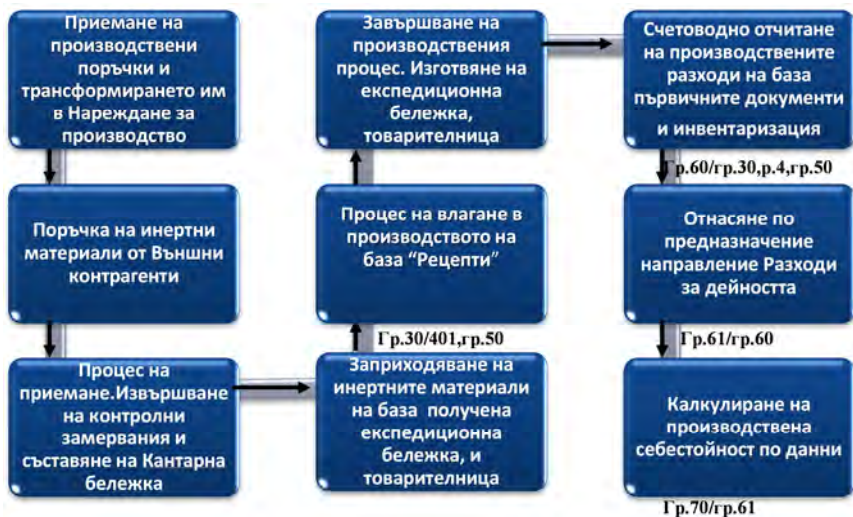 Приемане на
производствени
поръчки и
трансформирането им
в Нареждане за
производство
Поръчка на инертни
материали от Външни
контрагенти
Процес на
приемане.Извършване
на контролни
замервания и
съставяне на Кантарна
бележка
Заприходяване на
инертните материали
на база получена
експедиционна
бележка, и
товарителница
Гр.30/401,гр.50
Процес на влагане в
производството на
база “Рецепти”
Завършване на
производствения
процес. Изготвяне на
експедиционна
бележка,
товарителница
Счетоводно отчитане
на производствените
разходи на база
първичните документи
и инвентаризация
Гр.60/гр.30,р.4,гр.50
Отнасяне по
предназначение
направление Разходи
за дейността
Гр.61/гр.60
Калкулиране на
производствена
себестойност по данни
Гр.70/гр.61